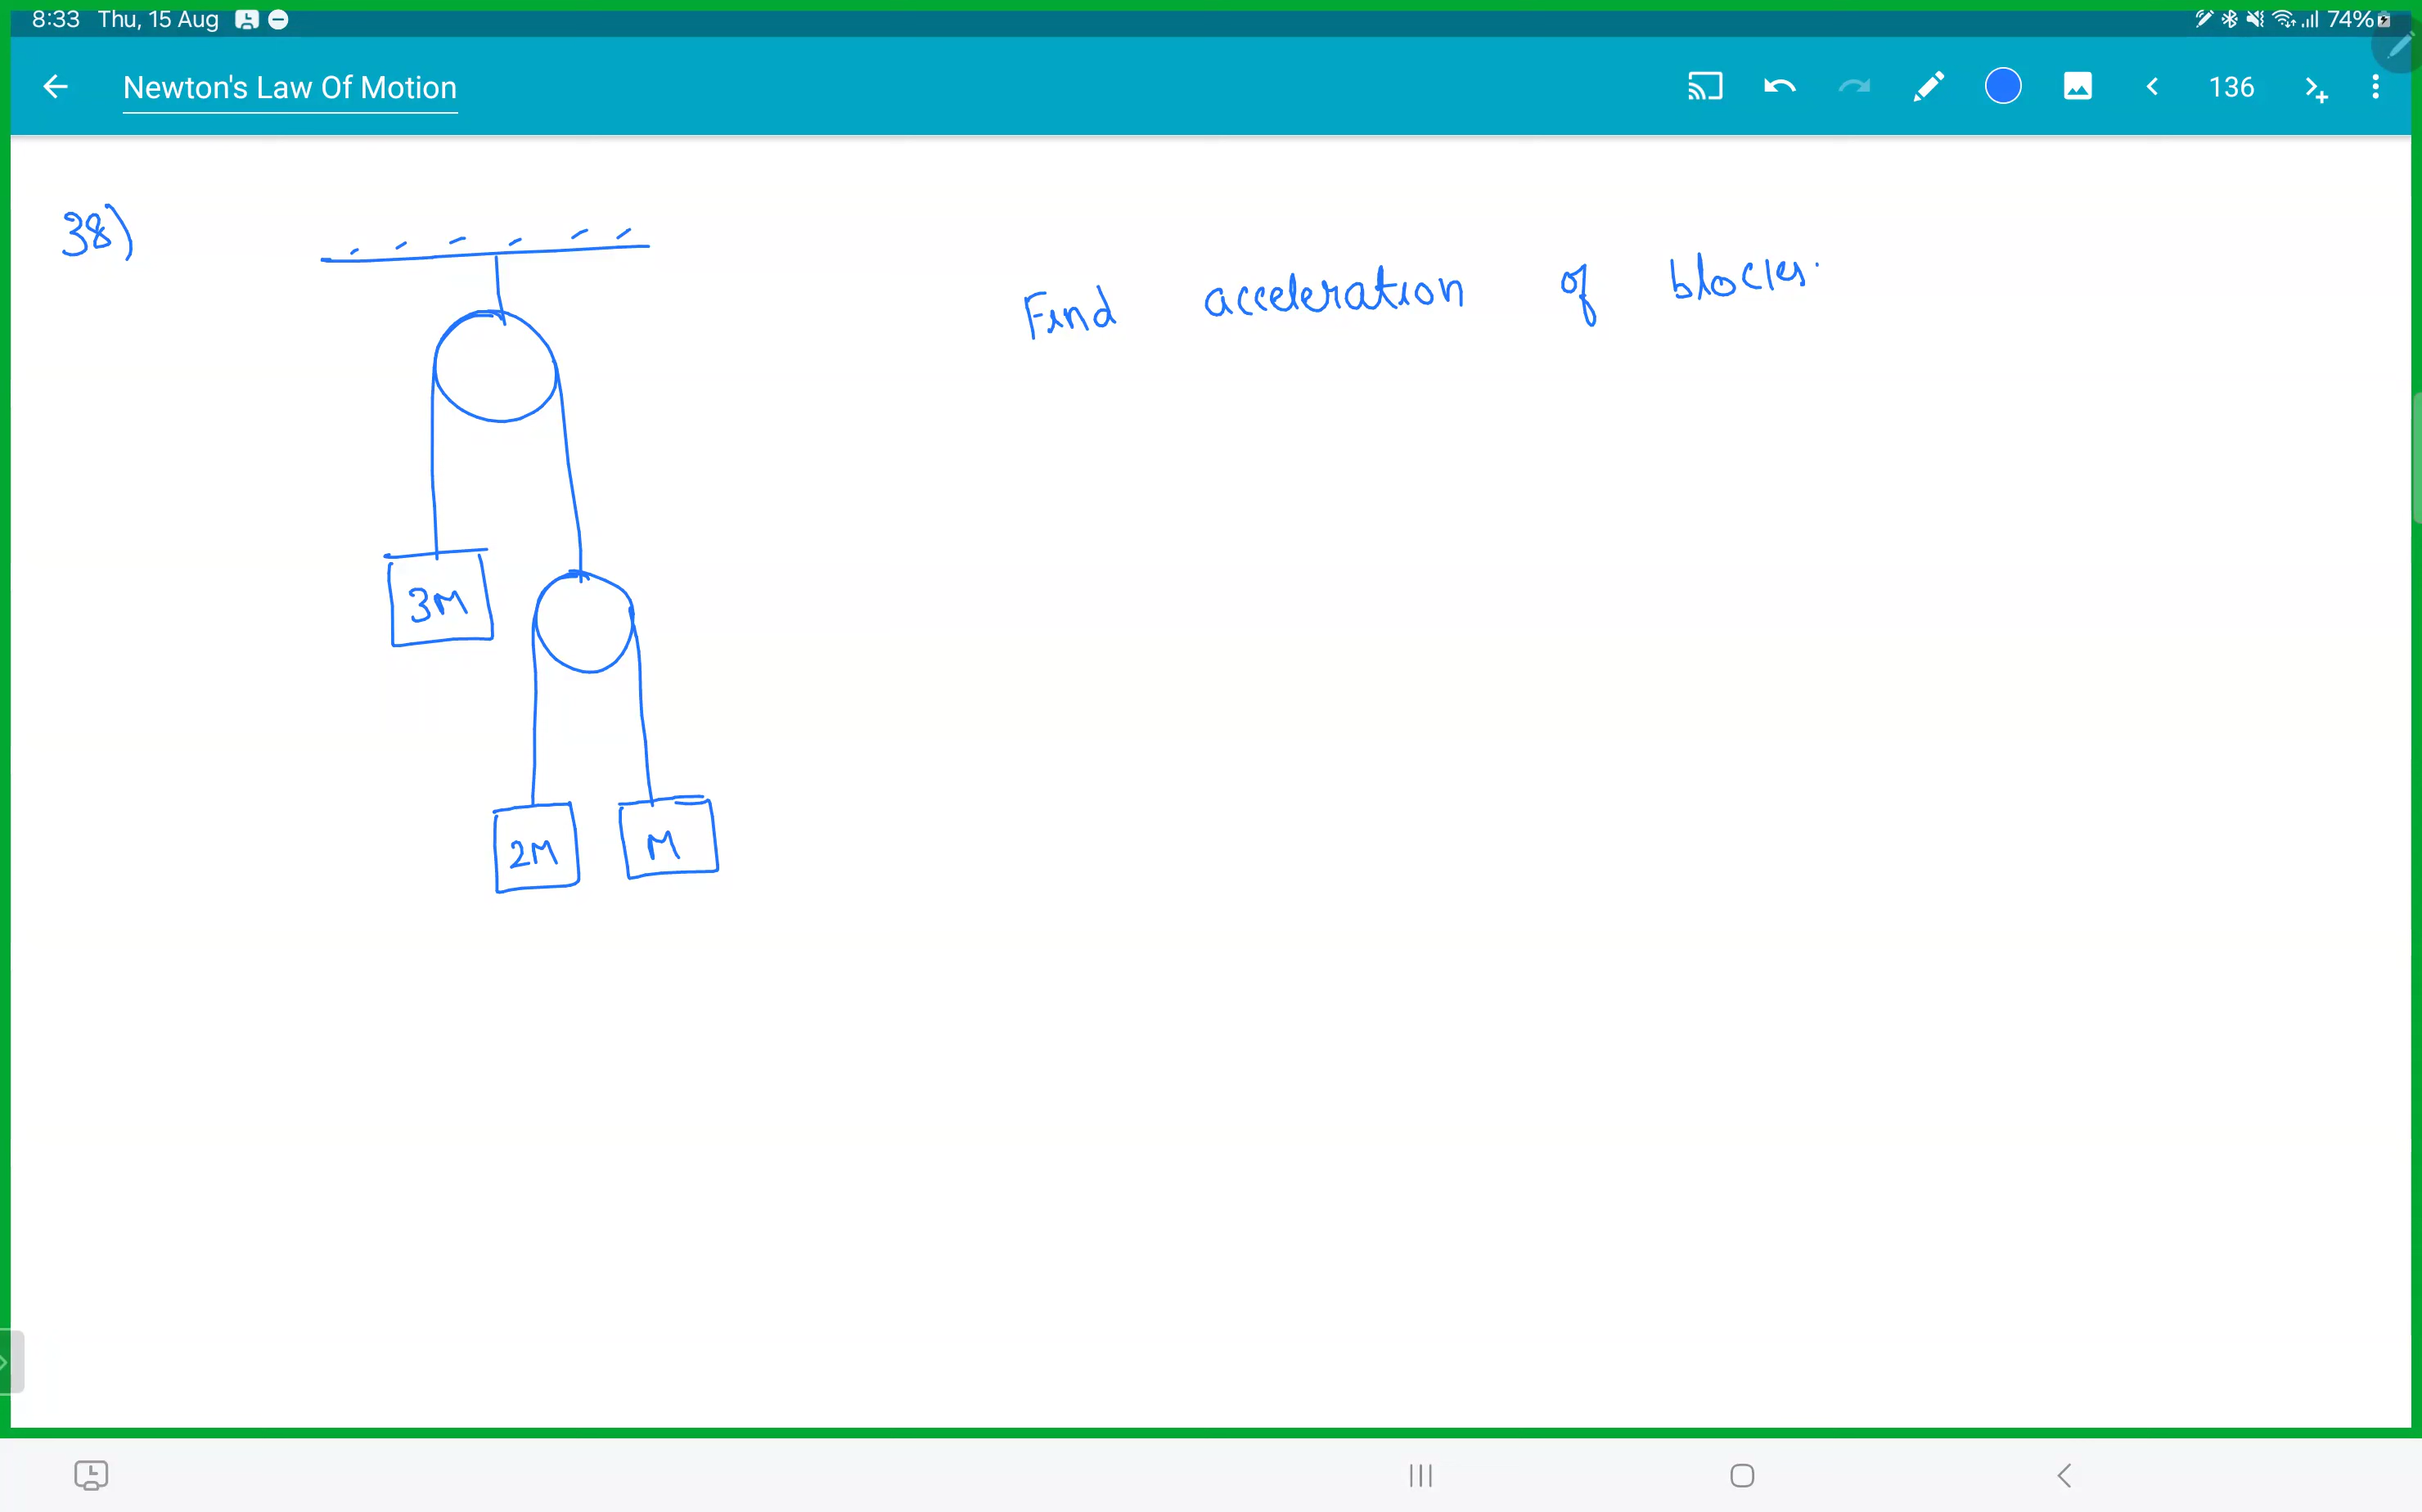 8:33 Thu, 15 Aug 74%
Newton's Law Of Motion 136
38)
Find acceleration of blocks.
3M
2M M